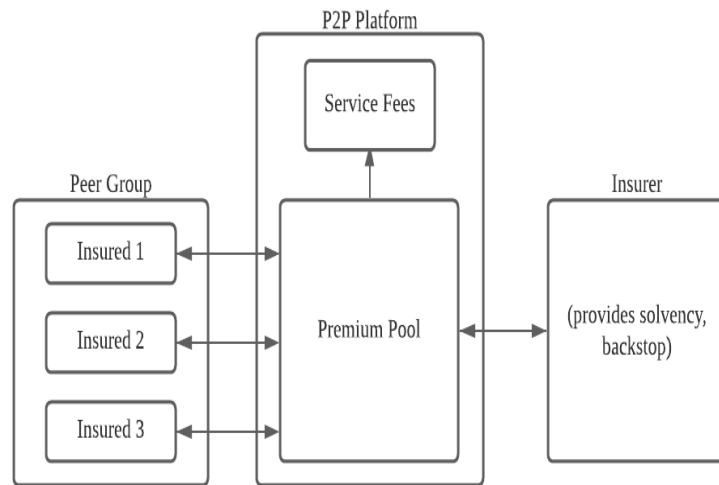 P2P Platform
Service Fees
Peer Group
Insurer
Insured 1
Insured 2
Insured 3
Premium Pool
(provides solvency,
backstop)